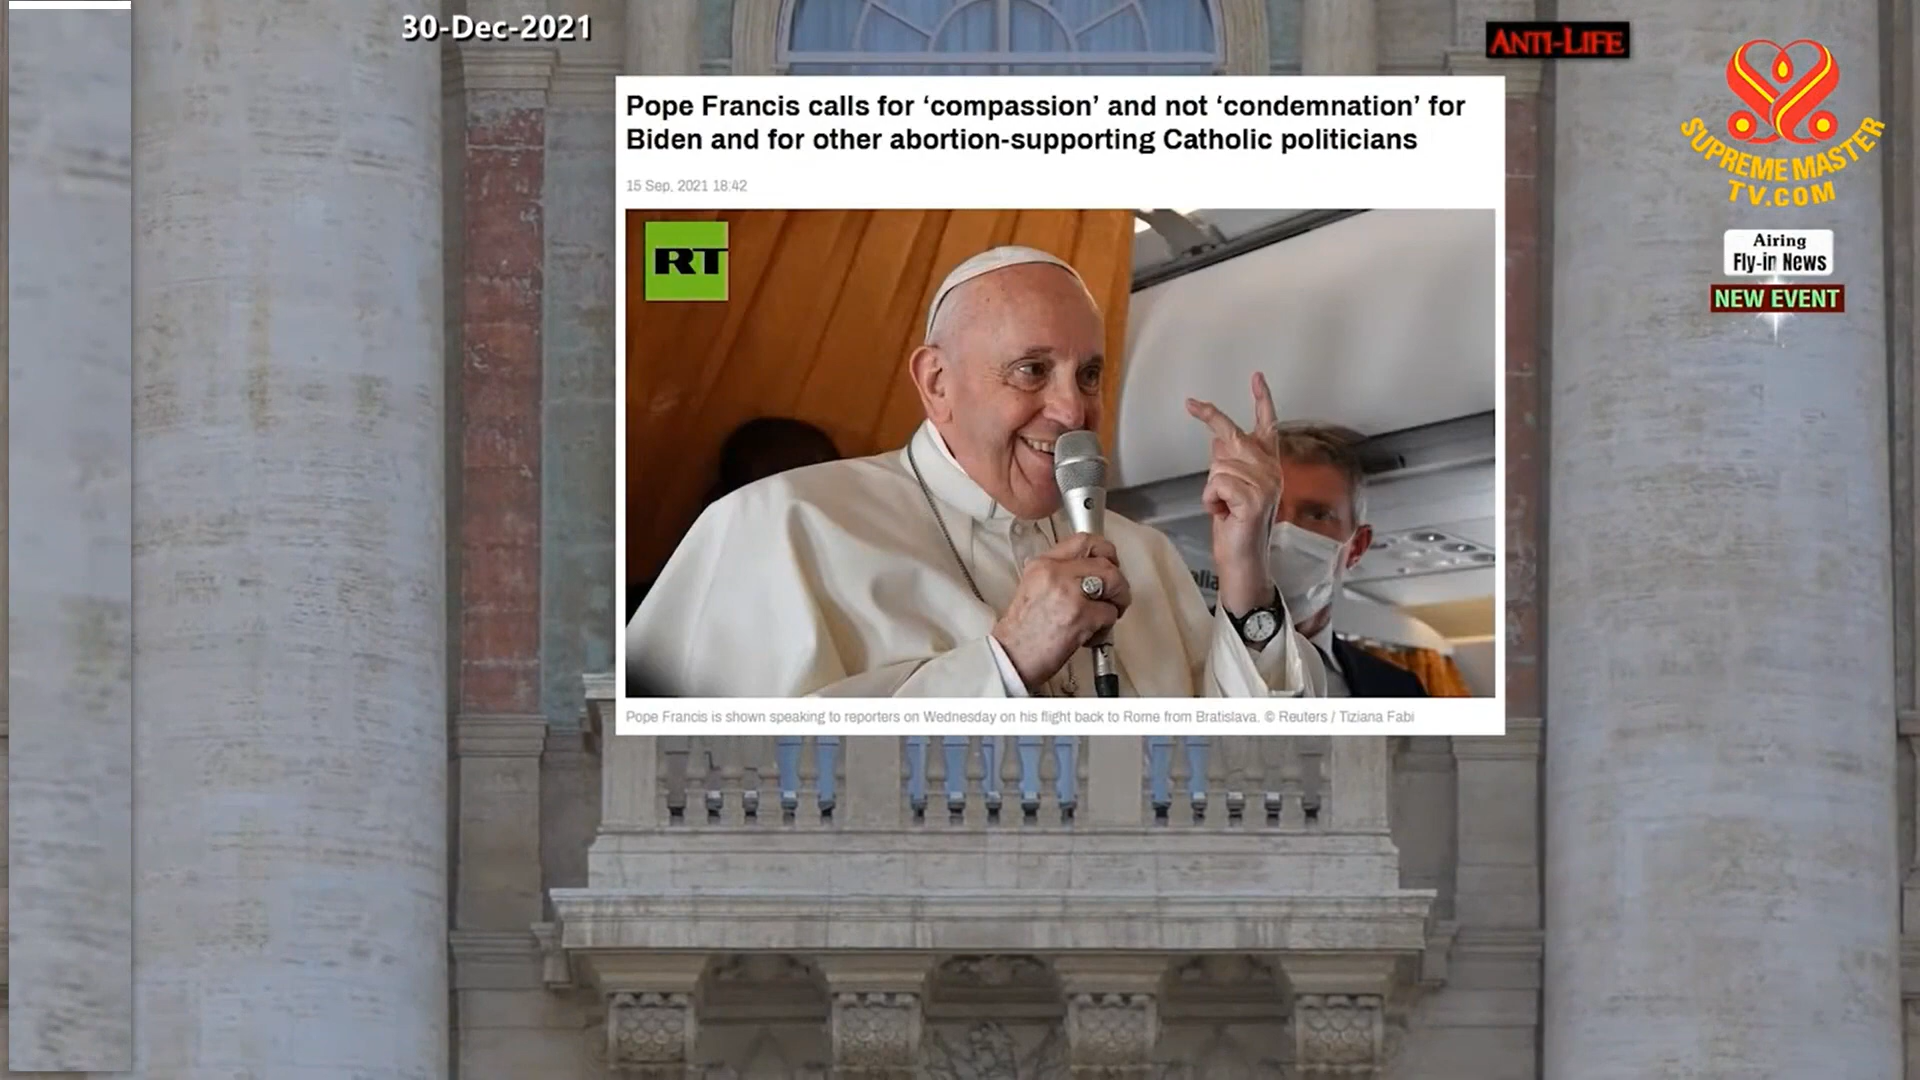 30-Dec-2021
ANTI-LIFE
SUPREME MASTER
TV.COM
Airing
Fly-in News
NEW EVENT
Pope Francis calls for ‘compassion’ and not ‘condemnation’ for
Biden and for other abortion-supporting Catholic politicians
15 Sep, 2021 18:42
RT
Pope Francis is shown speaking to reporters on Wednesday on his flight back to Rome from Bratislava. © Reuters / Tiziana Fabi